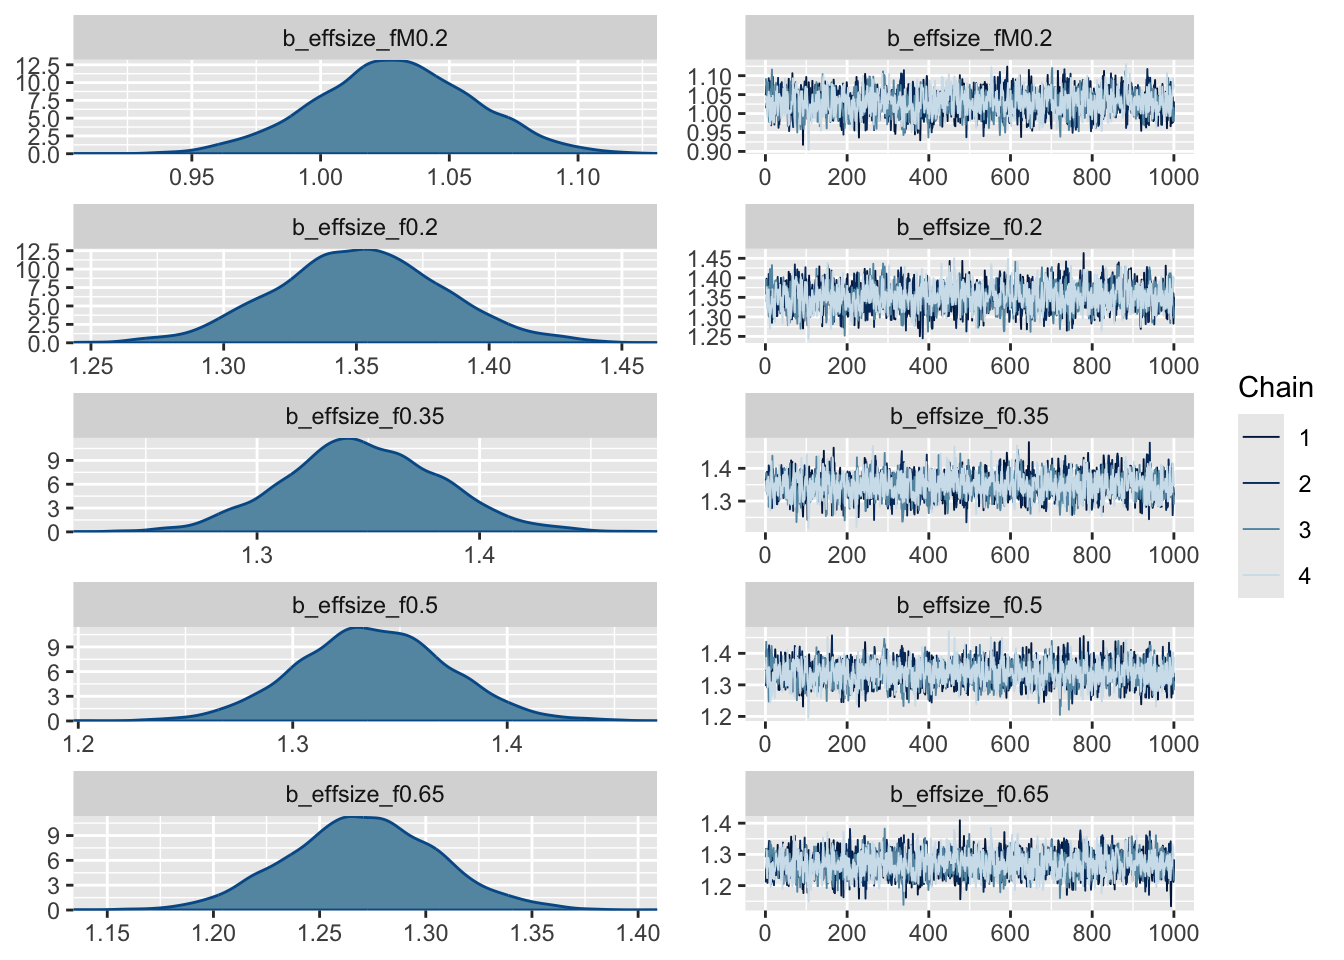 b_effsize_fM0.2
12.5
10.0
7.5
5.0
2.5
0.0
0.95 1.00 1.05 1.10
b_effsize_fM0.2
1.10
1.05
1.00
0.95
0.90
0 200 400 600 800 1000
b_effsize_f0.2
12.5
10.0
7.5
5.0
2.5
0.0
1.25 1.30 1.35 1.40 1.45
b_effsize_f0.2
1.45
1.40
1.35
1.30
1.25
0 200 400 600 800 1000
b_effsize_f0.35
9
6
3
0
1.3 1.4
b_effsize_f0.35
1.4
1.3
0 200 400 600 800 1000
b_effsize_f0.5
9
6
3
0
1.2 1.3 1.4
b_effsize_f0.5
1.4
1.3
1.2
0 200 400 600 800 1000
b_effsize_f0.65
9
6
3
0
1.15 1.20 1.25 1.30 1.35 1.40
b_effsize_f0.65
1.4
1.3
1.2
0 200 400 600 800 1000
Chain
1
2
3
4